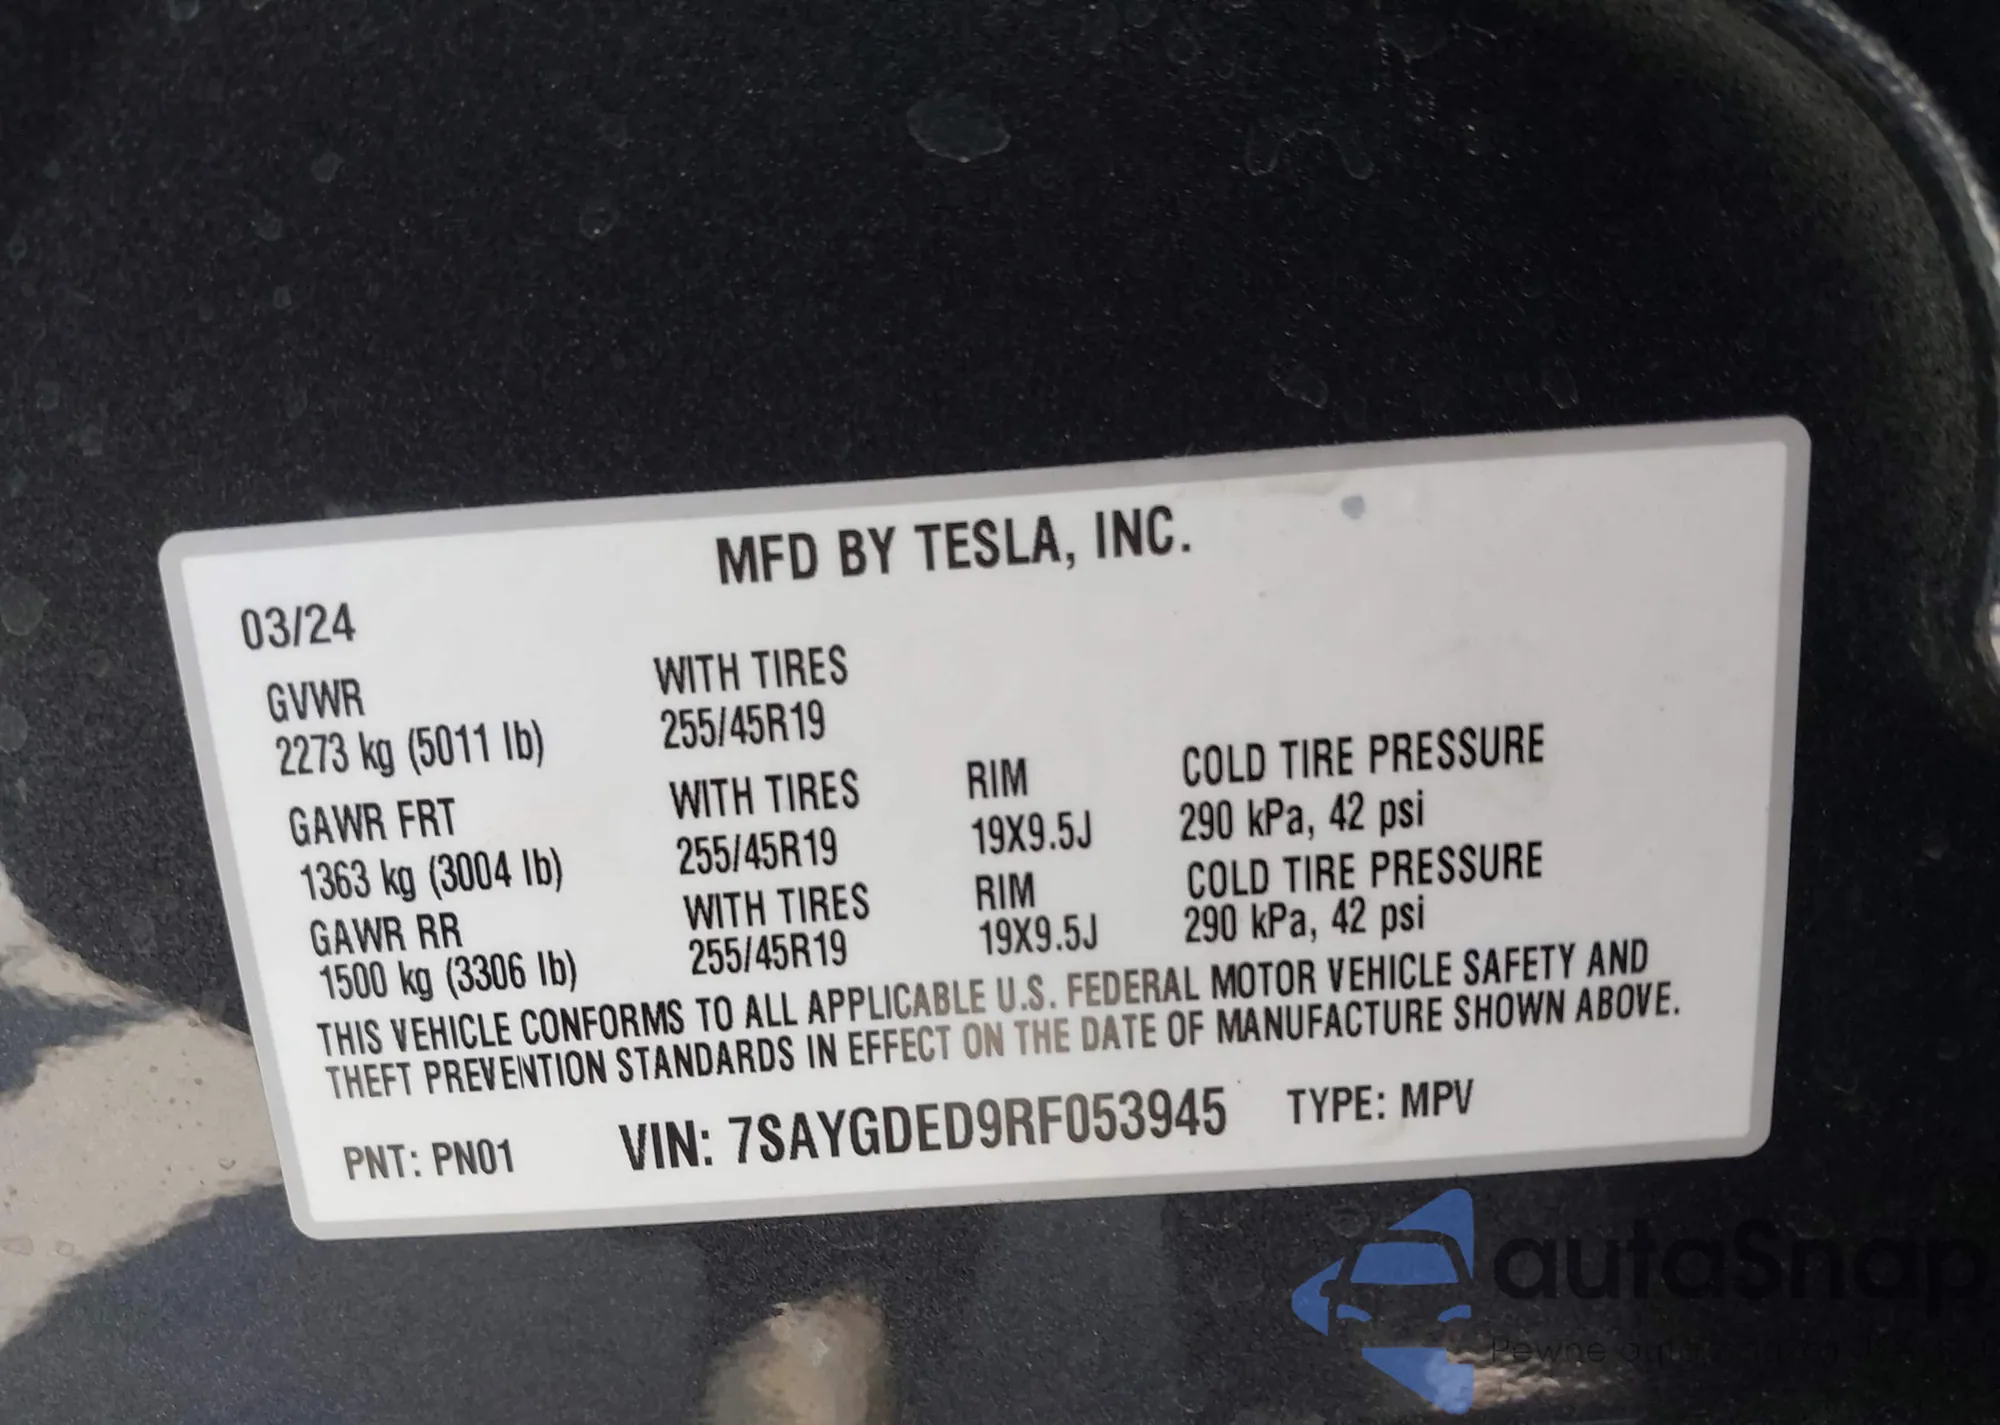 MFD BY TESLA, INC.
03/24
GVWR WITH TIRES
2273 kg (5011 lb) 255/45R19
GAWR FRT WITH TIRES RIM COLD TIRE PRESSURE
1363 kg (3004 lb) 255/45R19 19X9.5J 290 kPa, 42 psi
GAWR RR WITH TIRES RIM COLD TIRE PRESSURE
1500 kg (3306 lb) 255/45R19 19X9.5J 290 kPa, 42 psi
THIS VEHICLE CONFORMS TO ALL APPLICABLE U.S. FEDERAL MOTOR VEHICLE SAFETY AND
THEFT PREVENTION STANDARDS IN EFFECT ON THE DATE OF MANUFACTURE SHOWN ABOVE.
PNT: PN01 VIN: 7SAYGDED9RF053945 TYPE: MPV
autaSnap
Pewne